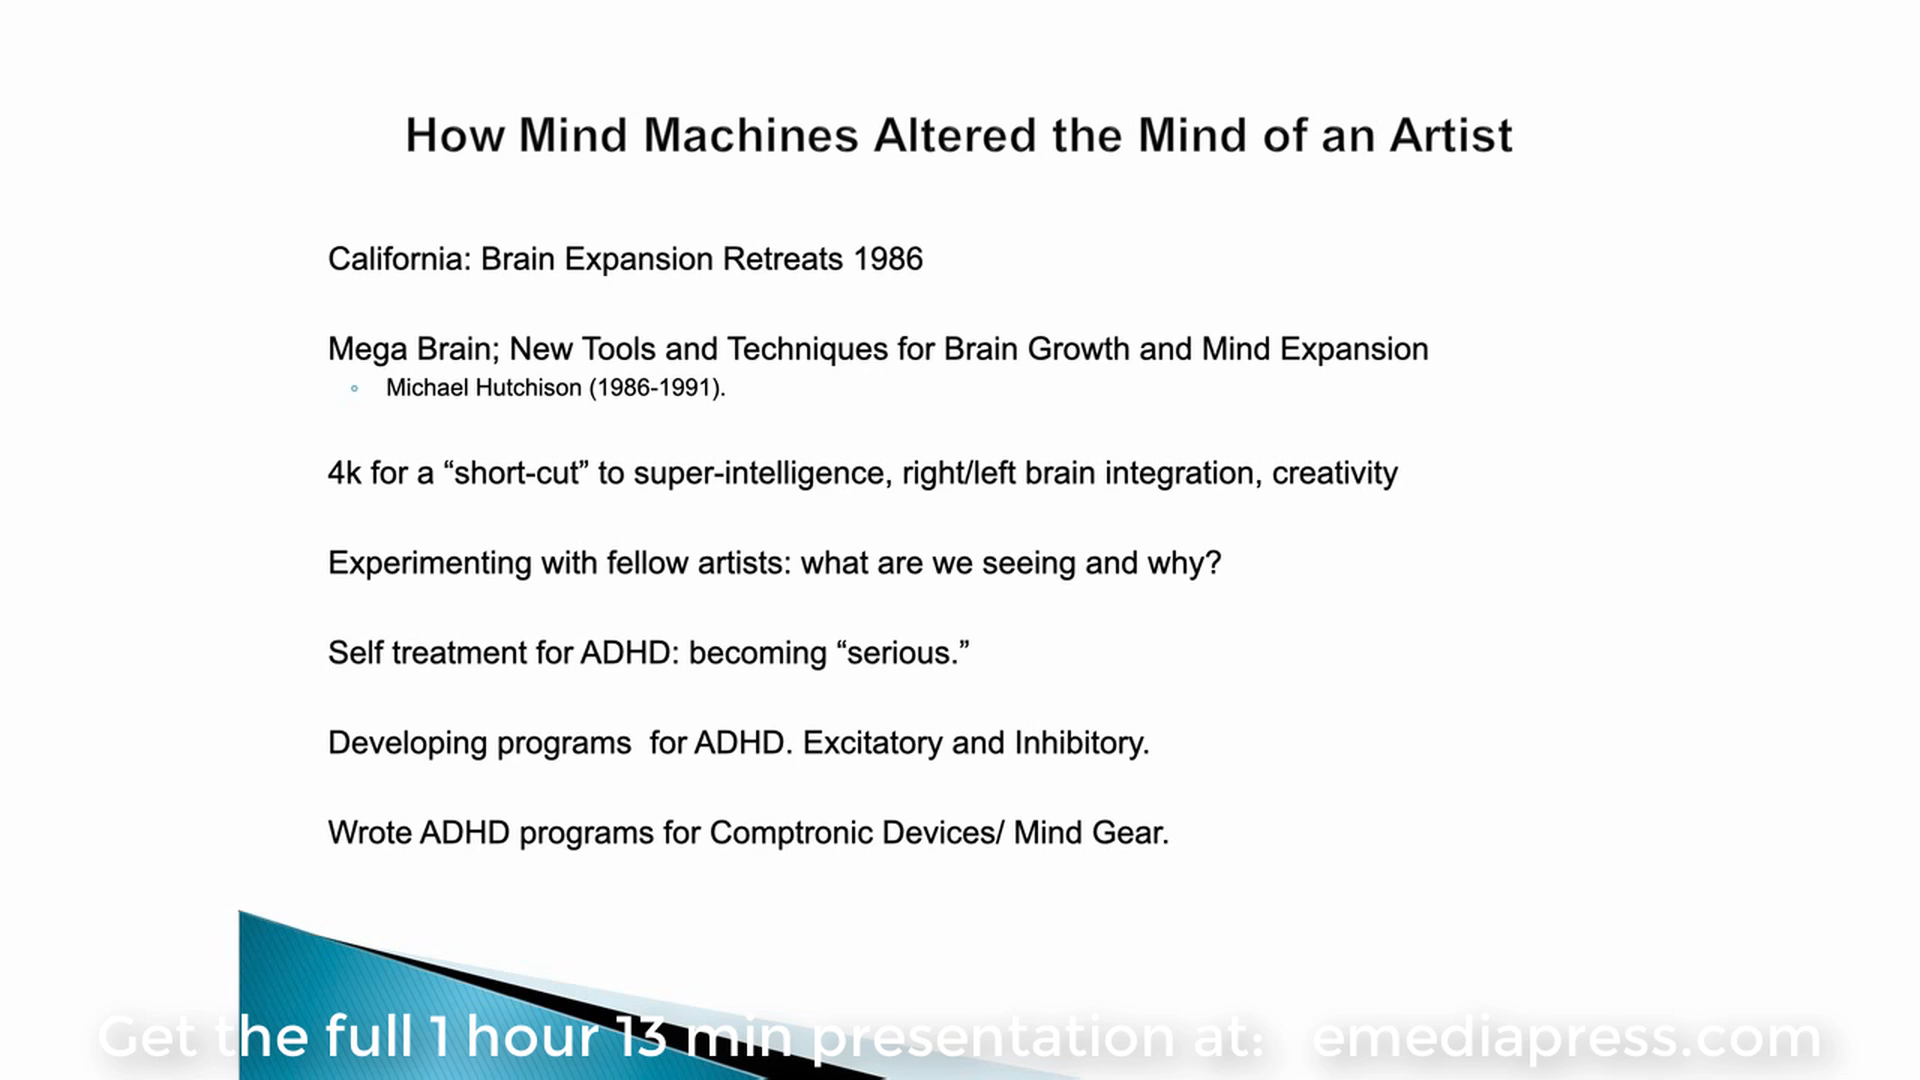 How Mind Machines Altered the Mind of an Artist
California: Brain Expansion Retreats 1986
Mega Brain; New Tools and Techniques for Brain Growth and Mind Expansion
Michael Hutchison (1986-1991).
4k for a “short-cut” to super-intelligence, right/left brain integration, creativity
Experimenting with fellow artists: what are we seeing and why?
Self treatment for ADHD: becoming “serious.”
Developing programs  for ADHD. Excitatory and Inhibitory.
Wrote ADHD programs for Comptronic Devices/ Mind Gear.
Get the full 1 hour 13 min presentation at: emediapress.com